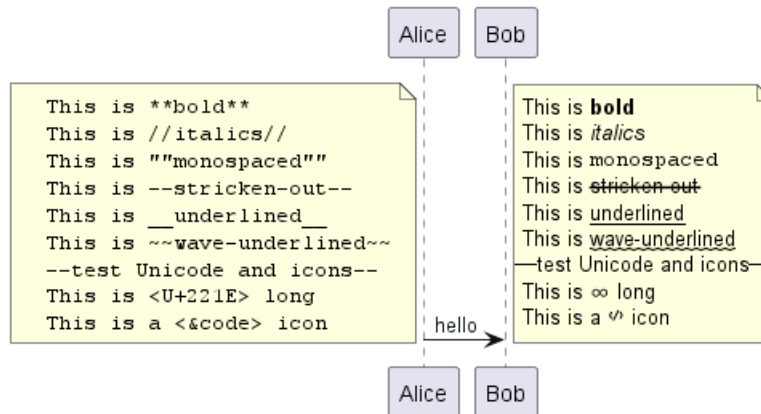 Alice
Bob
This is **bold**
This is //italics//
This is ""monospaced""
This is --stricken-out--
This is __underlined__
This is ~~wave-underlined~~
--test Unicode and icons--
This is <U+221E> long
This is a <&code> icon
This is bold
This is italics
This is monospaced
This is stricken-out
This is underlined
This is wave-underlined
test Unicode and icons
This is ∞ long
This is a icon
hello
Alice
Bob